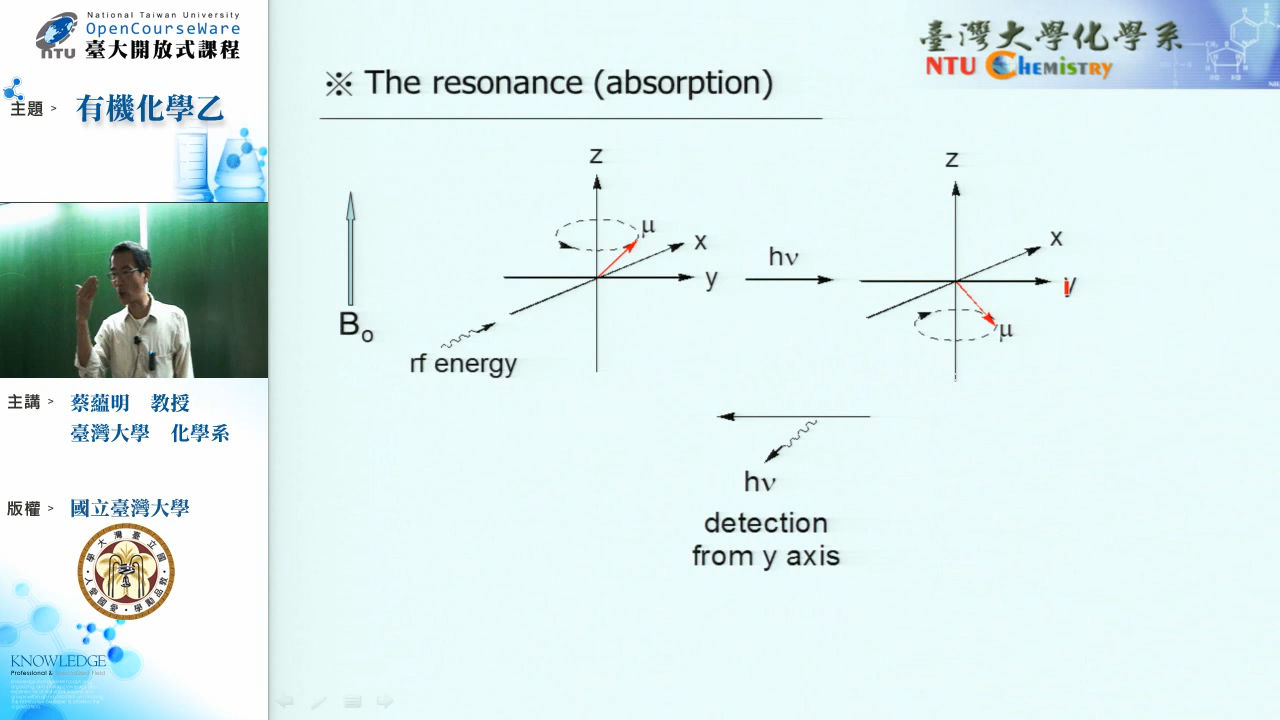 National Taiwan University
OpenCourseWare
NTU 臺大開放式課程
主題 > 有機化學乙
主講 > 蔡蘊明 教授
臺灣大學 化學系
版權 > 國立臺灣大學
KNOWLEDGE
臺灣大學化學系
NTU Chemistry
※ The resonance (absorption)
z
μ
x
y
B₀
rf energy
hν
z
x
y
μ
hν
detection
from y axis